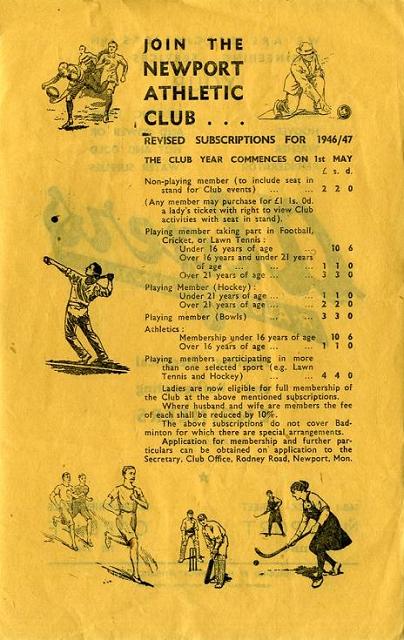 JOIN THE
NEWPORT
ATHLETIC
CLUB . . .
REVISED SUBSCRIPTIONS FOR 1946/47
THE CLUB YEAR COMMENCES ON 1st MAY
£ s. d.
Non-playing member (to include seat in
stand for Club events) ... ... 2 2 0
(Any member may purchase for £1 1s. 0d.
a lady's ticket with right to view Club
activities with seat in stand).
Playing member taking part in Football,
Cricket, or Lawn Tennis :
Under 16 years of age ... ... 10 6
Over 16 years and under 21 years
of age ... ... ... 1 1 0
Over 21 years of age ... ... 3 3 0
Playing Member (Hockey) :
Under 21 years of age ... ... 1 1 0
Over 21 years of age ... ... 2 2 0
Playing member (Bowls) ... ... 3 3 0
Athletics :
Membership under 16 years of age 10 6
Over 16 years of age ... ... 1 1 0
Playing members participating in more
than one selected sport (e.g. Lawn
Tennis and Hockey) ... ... 4 4 0
Ladies are now eligible for full membership of
the Club at the above mentioned subscriptions.
Where husband and wife are members the fee
of each shall be reduced by 10%.
The above subscriptions do not cover Bad-
minton for which there are special arrangements.
Application for membership and further par-
ticulars can be obtained on application to the
Secretary, Club Office, Rodney Road, Newport, Mon.